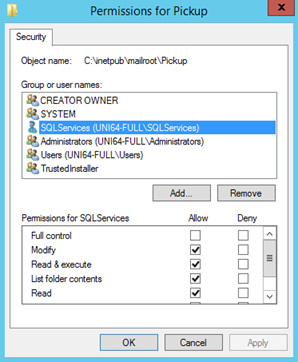 Permissions for Pickup
Security
Object name: C:\inetpub\mailroot\Pickup
Group or user names:
CREATOR OWNER
SYSTEM
SQLServices (UNI64-FULL\SQLServices)
Administrators (UNI64-FULL\Administrators)
Users (UNI64-FULL\Users)
TrustedInstaller
Add... Remove
Permissions for SQLServices Allow Deny
Full control
Modify
Read & execute
List folder contents
Read
OK Cancel Apply